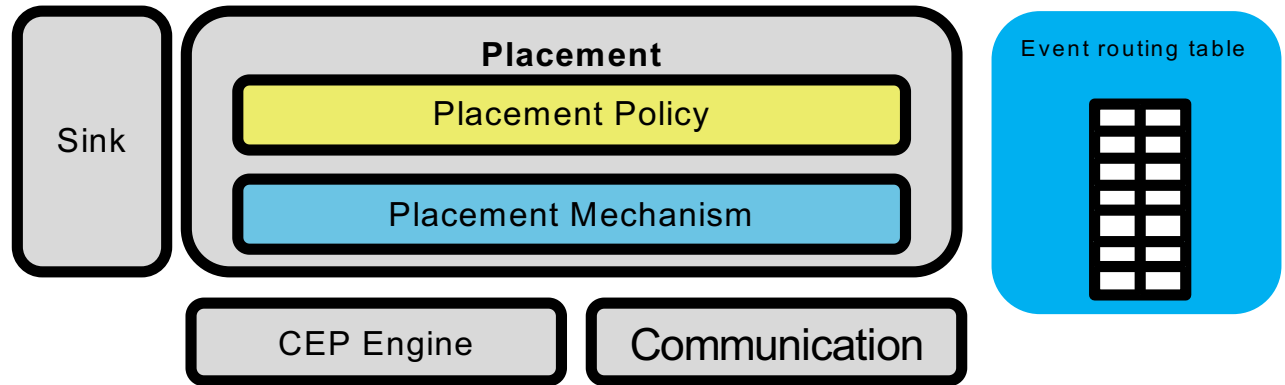 Sink
Placement
Placement Policy
Placement Mechanism
Event routing table
CEP Engine
Communication